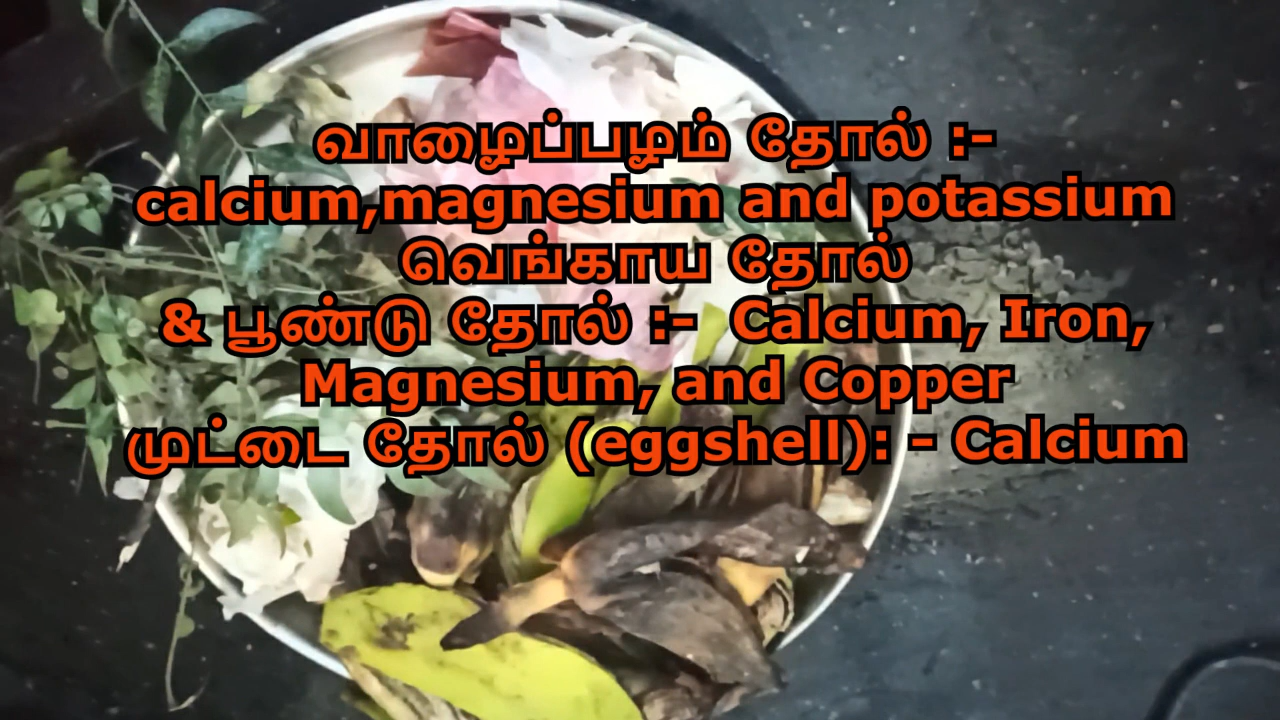 வாழைப்பழம் தோல் :-
calcium,magnesium and potassium
வெங்காய தோல்
& பூண்டு தோல் :- Calcium, Iron,
Magnesium, and Copper
முட்டை தோல் (eggshell): - Calcium